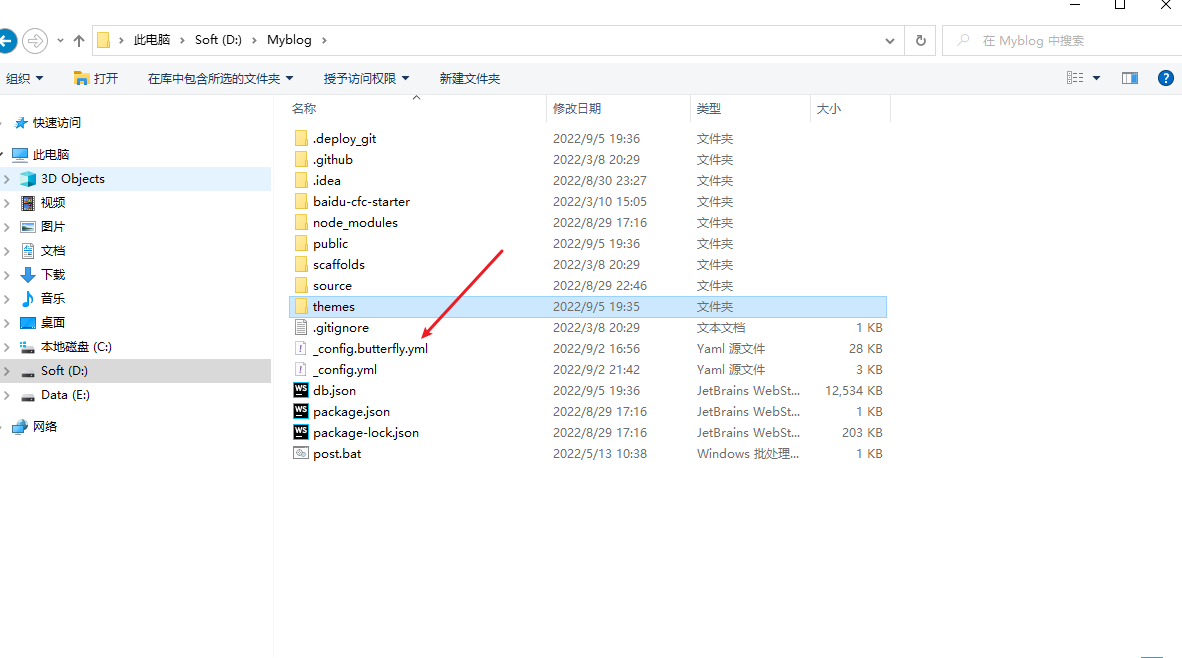 此电脑 Soft (D:) Myblog 在 Myblog 中搜索
组织 打开 在库中包含所选的文件夹 授予访问权限 新建文件夹
快速访问
此电脑
3D Objects
视频
图片
文档
下载
音乐
桌面
本地磁盘 (C:)
Soft (D:)
Data (E:)
网络
名称 修改日期 类型 大小
.deploy_git 2022/9/5 19:36 文件夹
.github 2022/3/8 20:29 文件夹
.idea 2022/8/30 23:27 文件夹
baidu-cfc-starter 2022/3/10 15:05 文件夹
node_modules 2022/8/29 17:16 文件夹
public 2022/9/5 19:36 文件夹
scaffolds 2022/3/8 20:29 文件夹
source 2022/8/29 22:46 文件夹
themes 2022/9/5 19:35 文件夹
.gitignore 2022/3/8 20:29 文本文档 1 KB
_config.butterfly.yml 2022/9/2 16:56 Yaml 源文件 28 KB
_config.yml 2022/9/2 21:42 Yaml 源文件 3 KB
db.json 2022/9/5 19:36 JetBrains WebSt... 12,534 KB
package.json 2022/8/29 17:16 JetBrains WebSt... 1 KB
package-lock.json 2022/8/29 17:16 JetBrains WebSt... 203 KB
post.bat 2022/5/13 10:38 Windows 批处理... 1 KB